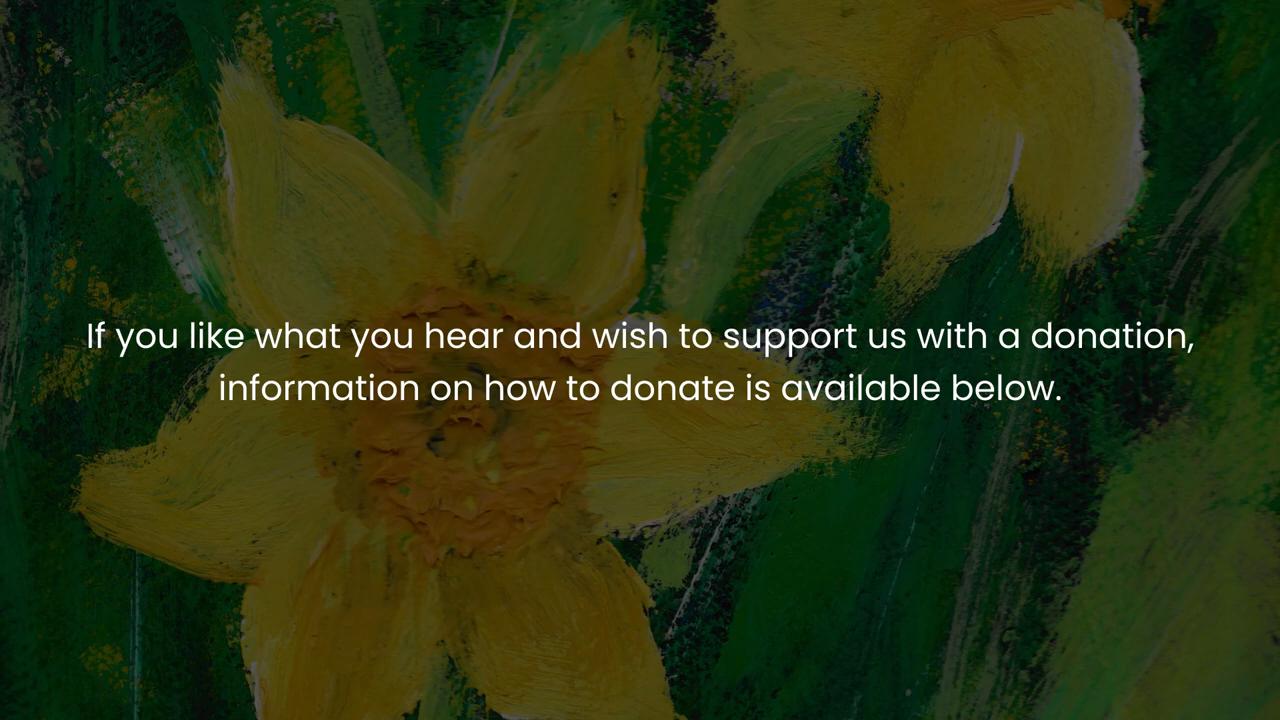 If you like what you hear and wish to support us with a donation,
information on how to donate is available below.